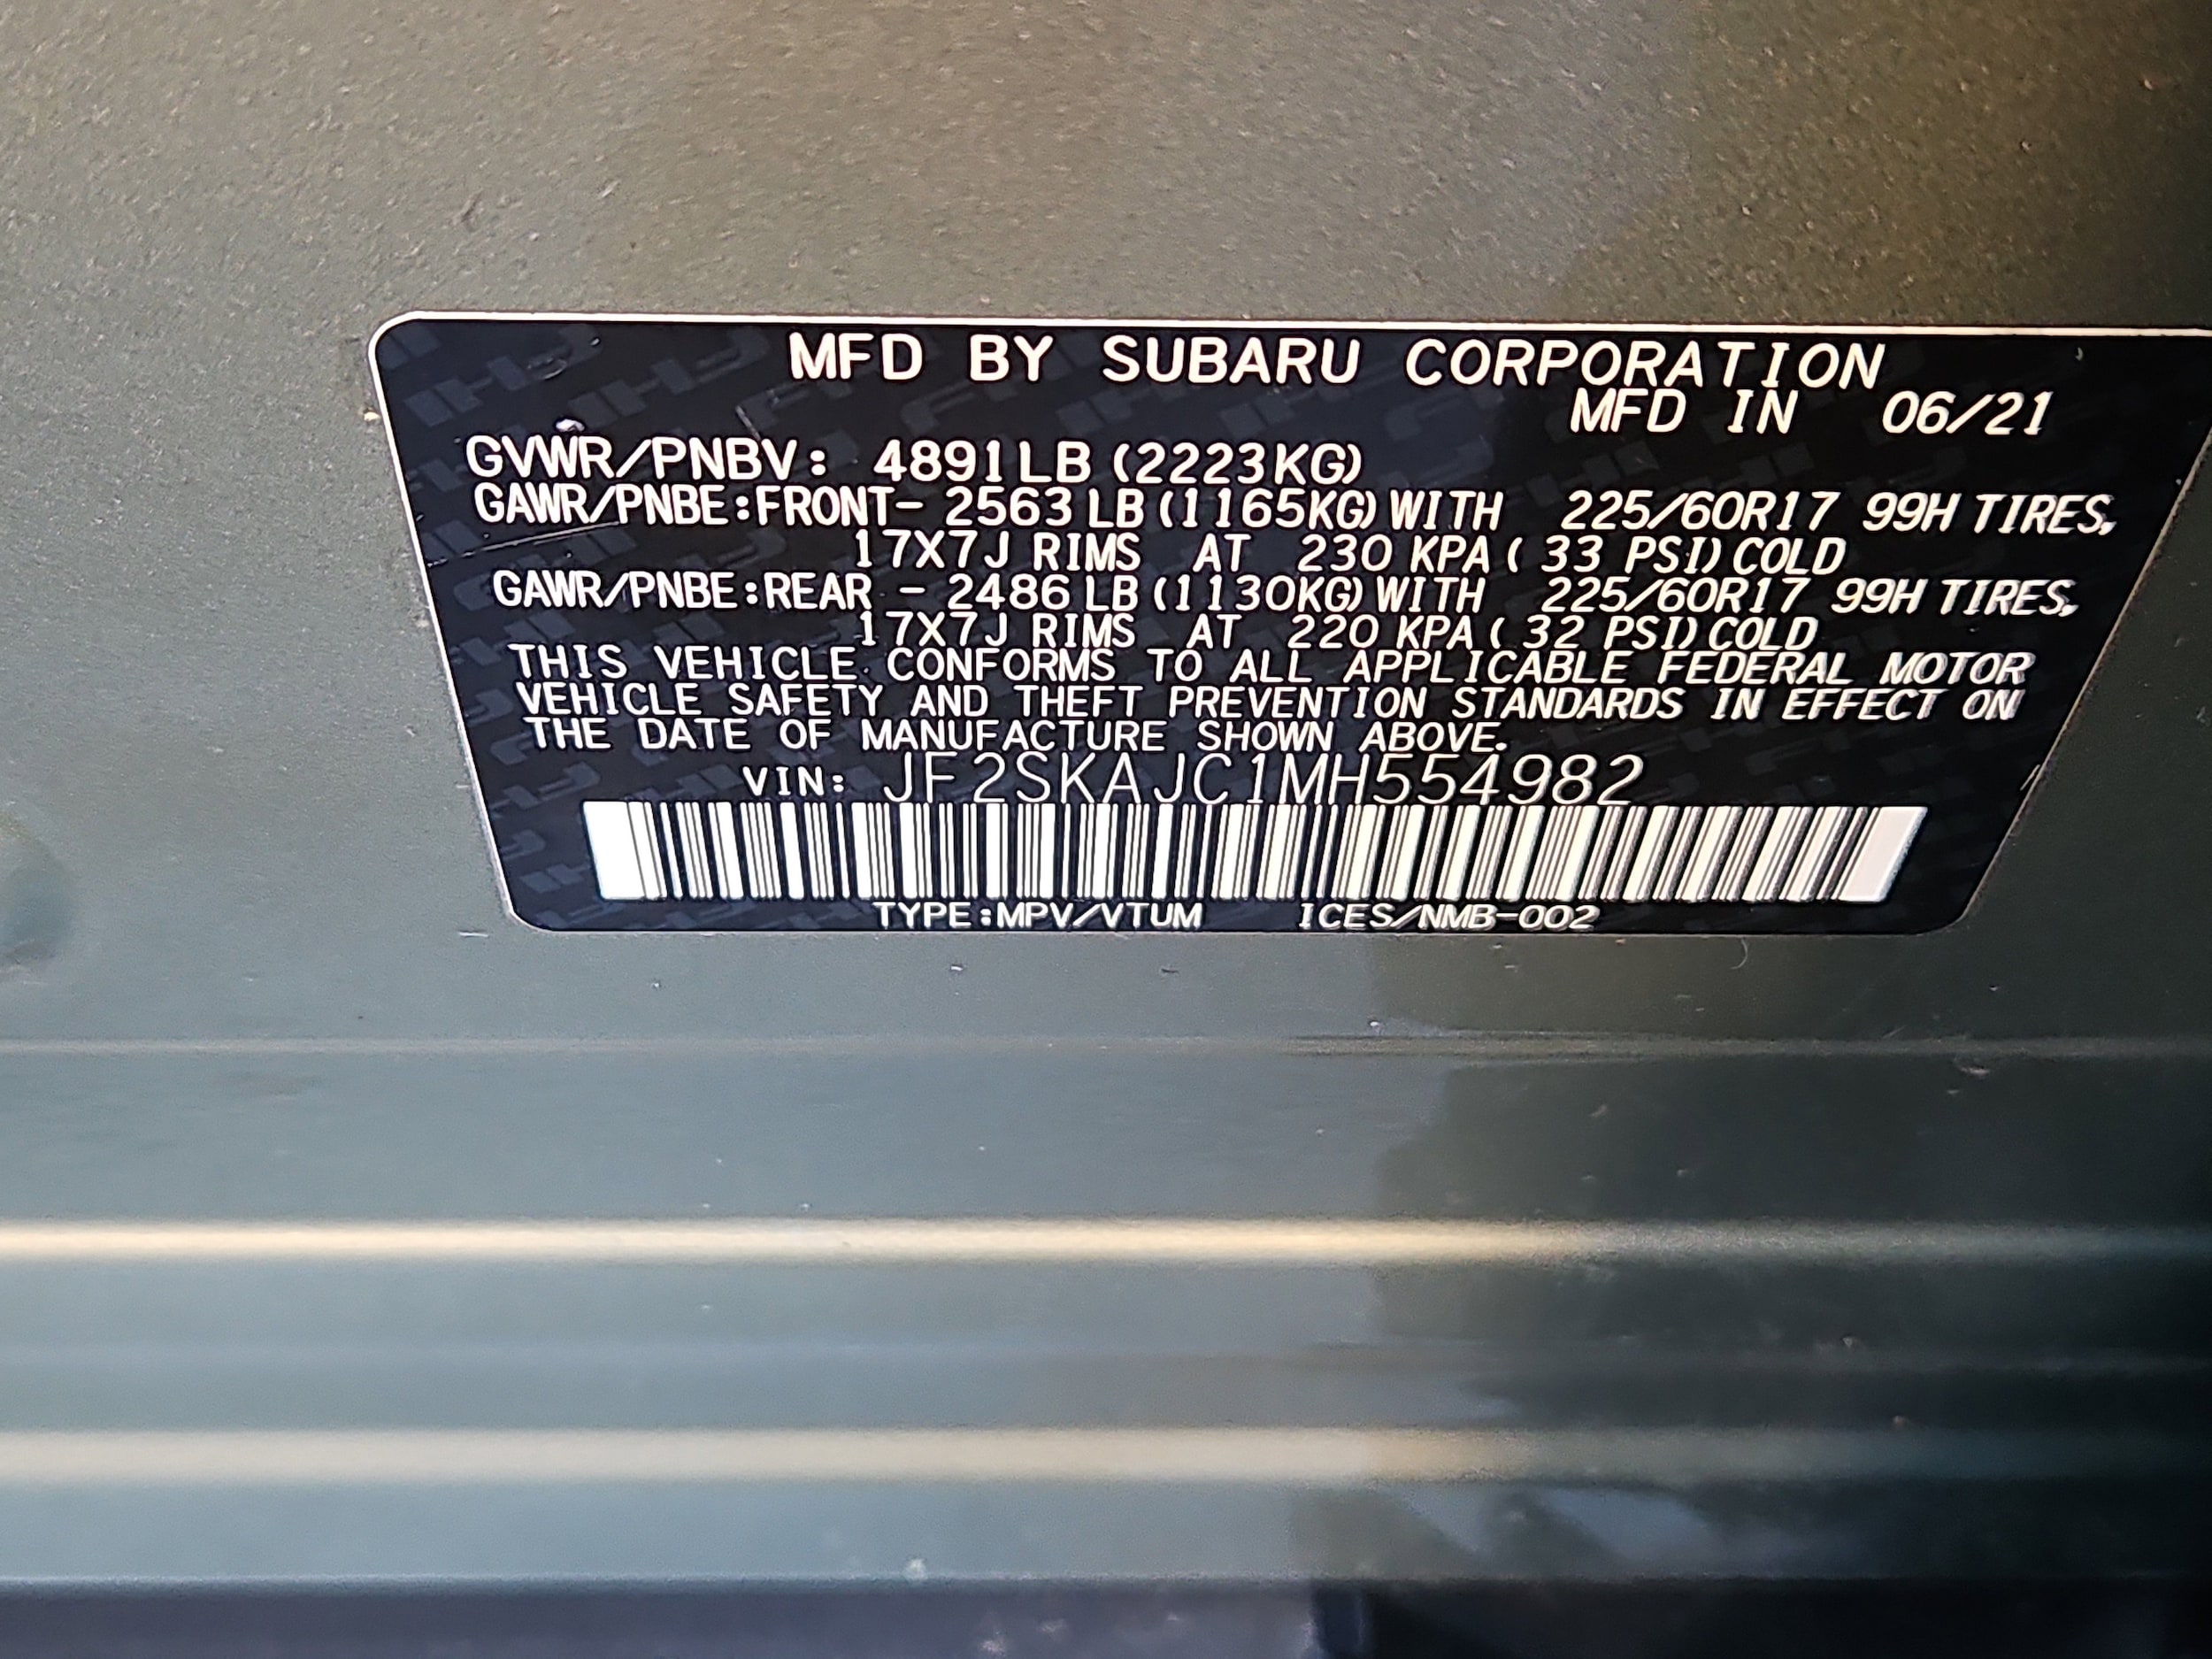 MFD BY SUBARU CORPORATION
MFD IN 06/21
GVWR/PNBV: 4891LB (2223KG)
GAWR/PNBE:FRONT- 2563 LB (1165KG) WITH 225/60R17 99H TIRES,
17X7J RIMS AT 230 KPA ( 33 PSI) COLD
GAWR/PNBE:REAR - 2486 LB (1130KG) WITH 225/60R17 99H TIRES,
17X7J RIMS AT 220 KPA ( 32 PSI) COLD
THIS VEHICLE CONFORMS TO ALL APPLICABLE FEDERAL MOTOR
VEHICLE SAFETY AND THEFT PREVENTION STANDARDS IN EFFECT ON
THE DATE OF MANUFACTURE SHOWN ABOVE.
VIN: JF2SKAJC1MH554982
TYPE:MPV/VTUM ICES/NMB-002